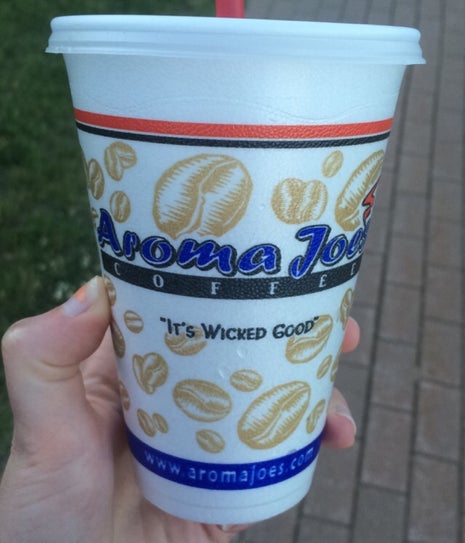 Aroma Joe's
COFFEE
"IT'S WICKED GOOD"
www.aromajoes.com